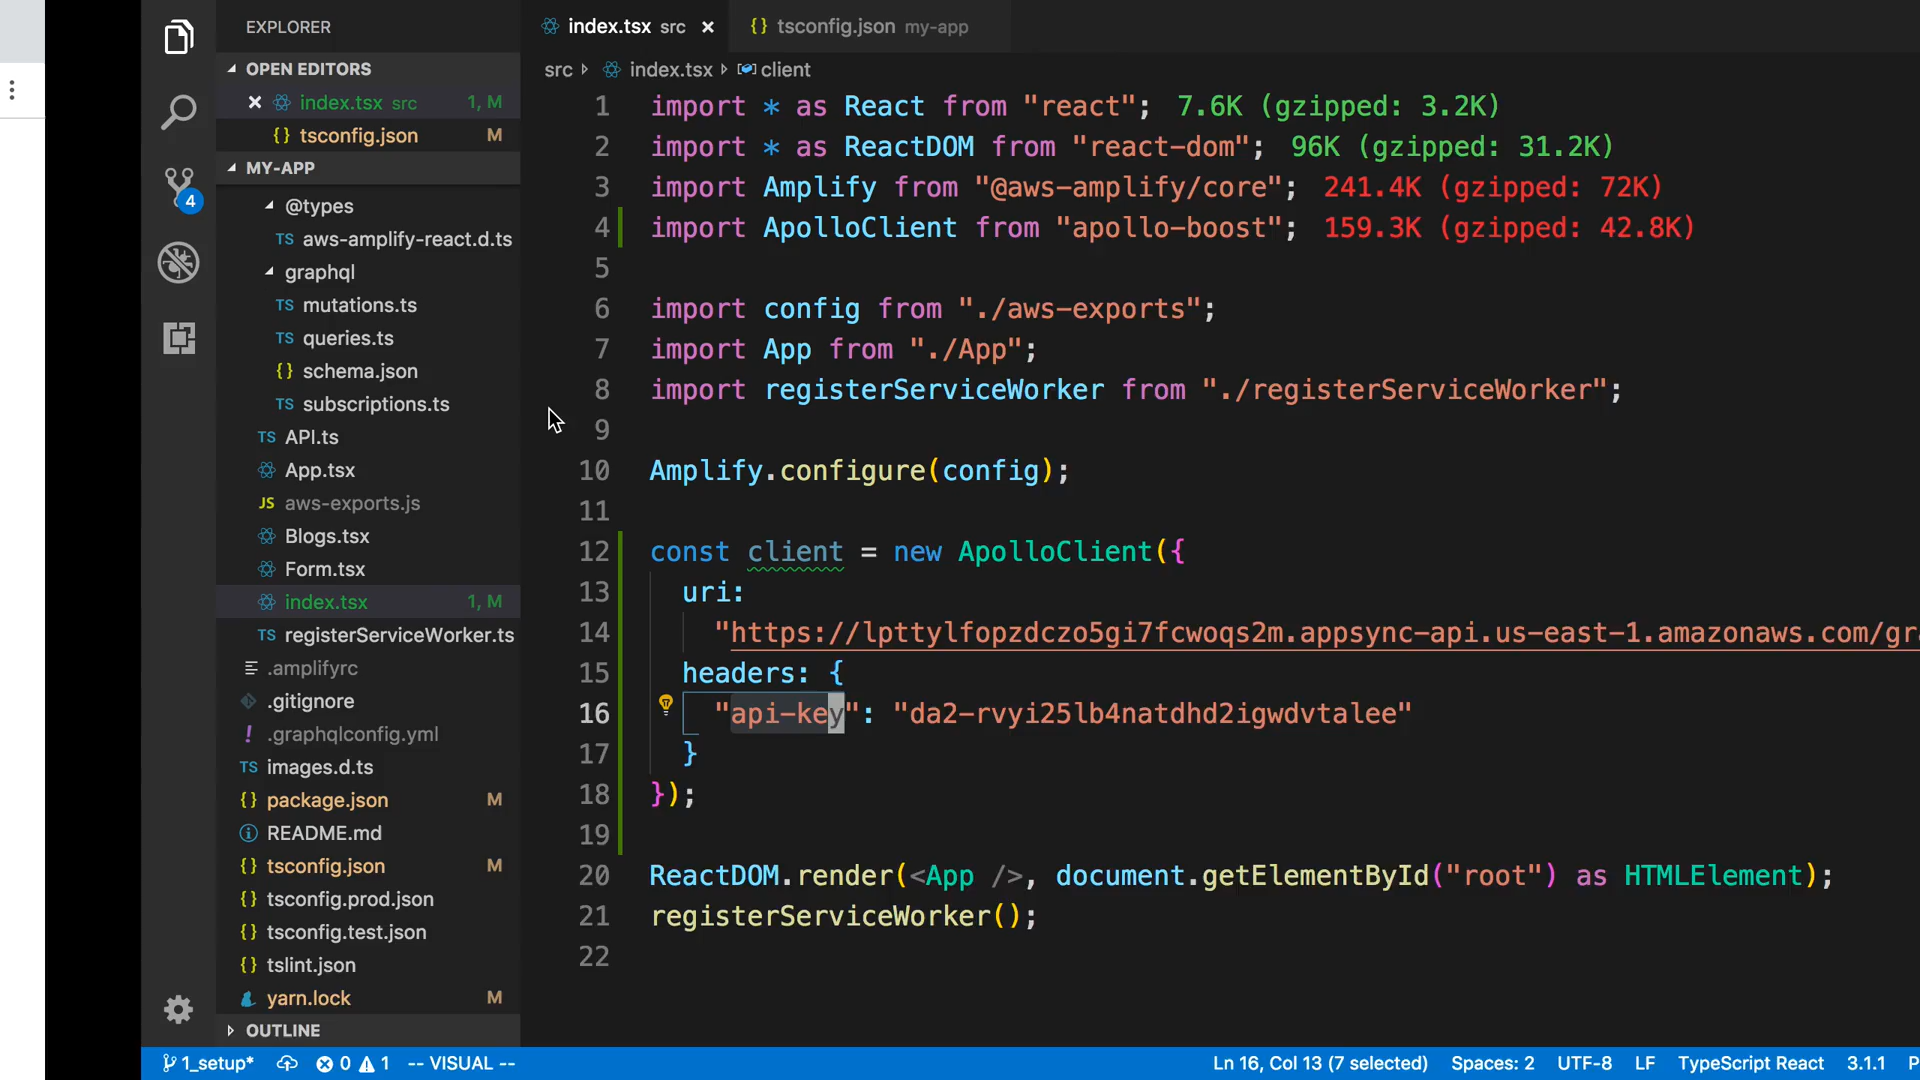 EXPLORER
OPEN EDITORS
index.tsx src 1, M
{} tsconfig.json M
MY-APP
@types
TS aws-amplify-react.d.ts
graphql
TS mutations.ts
TS queries.ts
{} schema.json
TS subscriptions.ts
TS API.ts
App.tsx
JS aws-exports.js
Blogs.tsx
Form.tsx
index.tsx 1, M
TS registerServiceWorker.ts
.amplifyrc
.gitignore
! .graphqlconfig.yml
TS images.d.ts
{} package.json M
README.md
{} tsconfig.json M
{} tsconfig.prod.json
{} tsconfig.test.json
{} tslint.json
yarn.lock M
OUTLINE
4
index.tsx src
{} tsconfig.json my-app
src index.tsx client
1 import * as React from "react"; 7.6K (gzipped: 3.2K)
2 import * as ReactDOM from "react-dom"; 96K (gzipped: 31.2K)
3 import Amplify from "@aws-amplify/core"; 241.4K (gzipped: 72K)
4 import ApolloClient from "apollo-boost"; 159.3K (gzipped: 42.8K)
5
6 import config from "./aws-exports";
7 import App from "./App";
8 import registerServiceWorker from "./registerServiceWorker";
9
10 Amplify.configure(config);
11
12 const client = new ApolloClient({
13 uri:
14 "https://lpttylfopzdczo5gi7fcwoqs2m.appsync-api.us-east-1.amazonaws.com/gr
15 headers: {
16 "api-key": "da2-rvyi25lb4natdhd2igwdvtalee"
17 }
18 });
19
20 ReactDOM.render(<App />, document.getElementById("root") as HTMLElement);
21 registerServiceWorker();
22
1_setup* 0 1 -- VISUAL -- Ln 16, Col 13 (7 selected) Spaces: 2 UTF-8 LF TypeScript React 3.1.1 P